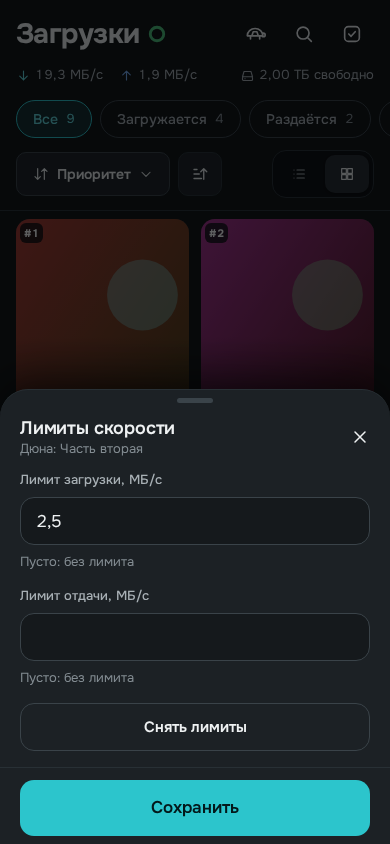 Загрузки
19,3 МБ/с 1,9 МБ/с 2,00 ТБ свободно
Все 9 Загружается 4 Раздаётся 2
Приоритет
#1 #2
Лимиты скорости
Дюна: Часть вторая
Лимит загрузки, МБ/с
2,5
Пусто: без лимита
Лимит отдачи, МБ/с
Пусто: без лимита
Снять лимиты
Сохранить